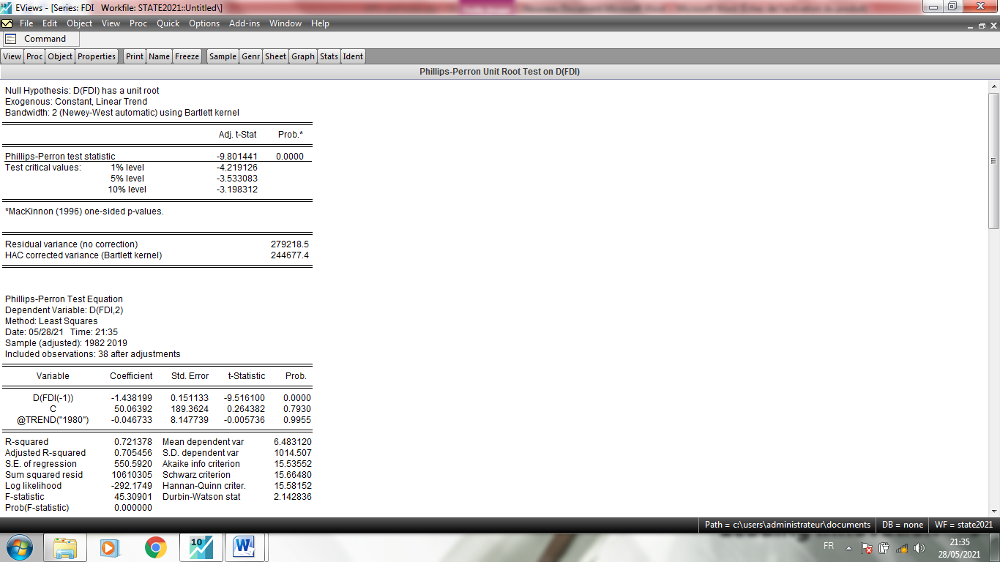 EViews - [Series: FDI   Workfile: STATE2021::Untitled\]
File Edit Object View Proc Quick Options Add-ins Window Help
Command
View Proc Object Properties Print Name Freeze Sample Genr Sheet Graph Stats Ident
Phillips-Perron Unit Root Test on D(FDI)
Null Hypothesis: D(FDI) has a unit root
Exogenous: Constant, Linear Trend
Bandwidth: 2 (Newey-West automatic) using Bartlett kernel
Adj. t-Stat Prob.*
Phillips-Perron test statistic -9.801441 0.0000
Test critical values: 1% level -4.219126
5% level -3.533083
10% level -3.198312
*MacKinnon (1996) one-sided p-values.
Residual variance (no correction) 279218.5
HAC corrected variance (Bartlett kernel) 244677.4
Phillips-Perron Test Equation
Dependent Variable: D(FDI,2)
Method: Least Squares
Date: 05/28/21 Time: 21:35
Sample (adjusted): 1982 2019
Included observations: 38 after adjustments
Variable Coefficient Std. Error t-Statistic Prob.
D(FDI(-1)) -1.438199 0.151133 -9.516100 0.0000
C 50.06392 189.3624 0.264382 0.7930
@TREND("1980") -0.046733 8.147739 -0.005736 0.9955
R-squared 0.721378 Mean dependent var 6.483120
Adjusted R-squared 0.705456 S.D. dependent var 1014.507
S.E. of regression 550.5920 Akaike info criterion 15.53552
Sum squared resid 10610305 Schwarz criterion 15.66480
Log likelihood -292.1749 Hannan-Quinn criter. 15.58152
F-statistic 45.30901 Durbin-Watson stat 2.142836
Prob(F-statistic) 0.000000
Path = c:\users\administrateur\documents DB = none WF = state2021
FR 21:35
28/05/2021